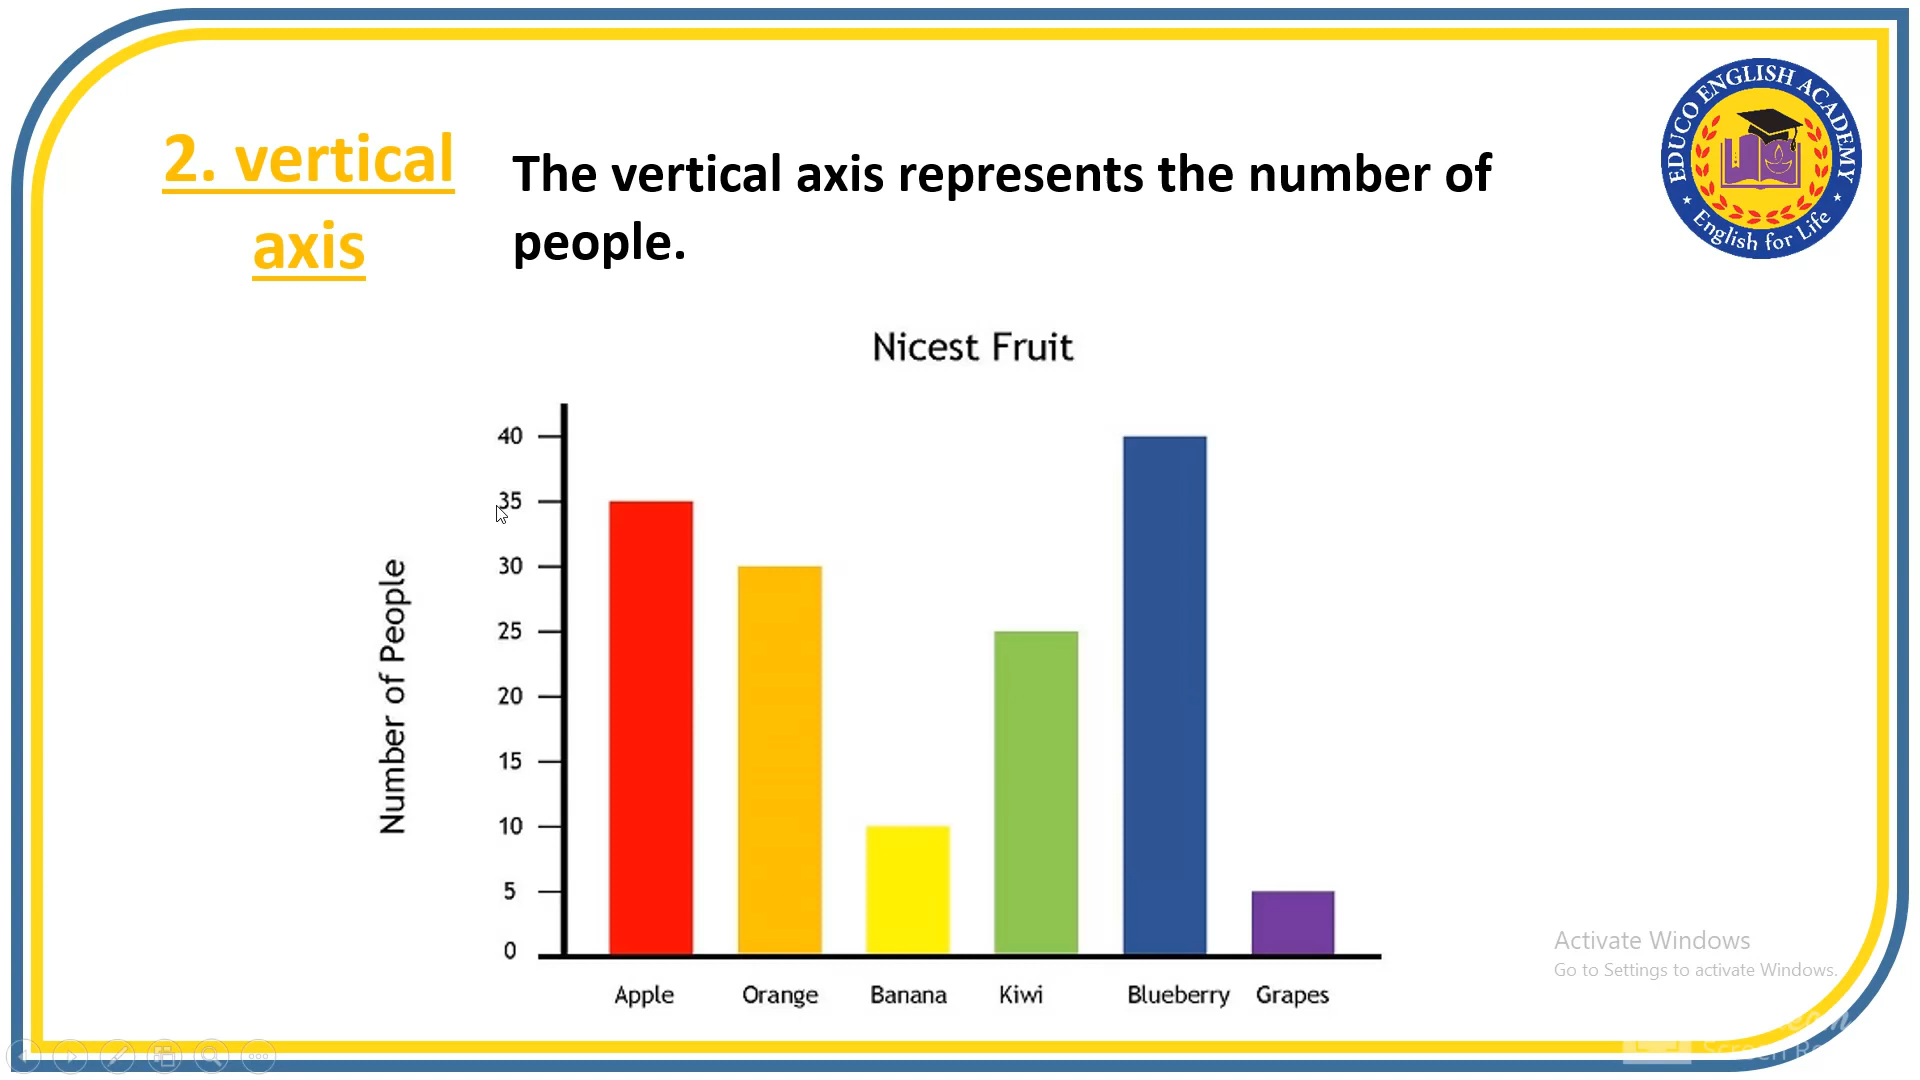 2. vertical
axis
The vertical axis represents the number of
people.
EDUCO ENGLISH ACADEMY
English for Life
Nicest Fruit
Number of People
40
35
30
25
20
15
10
5
0
Apple Orange Banana Kiwi Blueberry Grapes
Activate Windows
Go to Settings to activate Windows.
Screen